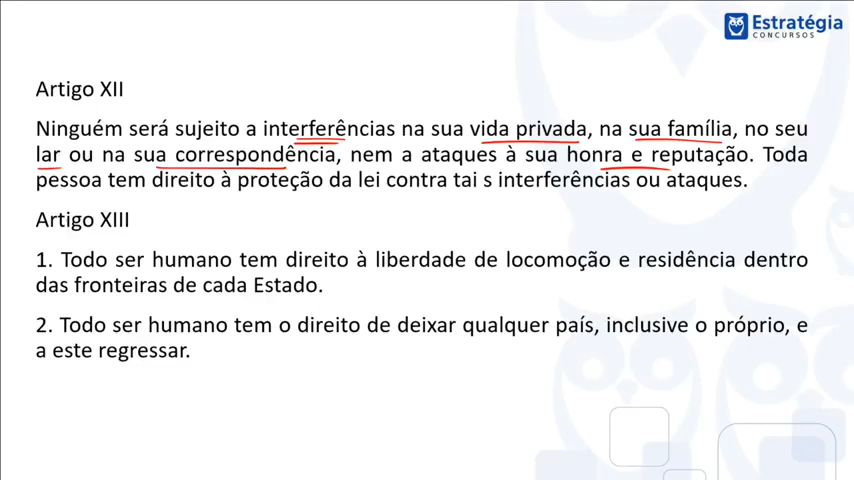 Estratégia
CONCURSOS
Artigo XII
Ninguém será sujeito a interferências na sua vida privada, na sua família, no seu
lar ou na sua correspondência, nem a ataques à sua honra e reputação. Toda
pessoa tem direito à proteção da lei contra tai s interferências ou ataques.
Artigo XIII
1. Todo ser humano tem direito à liberdade de locomoção e residência dentro
das fronteiras de cada Estado.
2. Todo ser humano tem o direito de deixar qualquer país, inclusive o próprio, e
a este regressar.